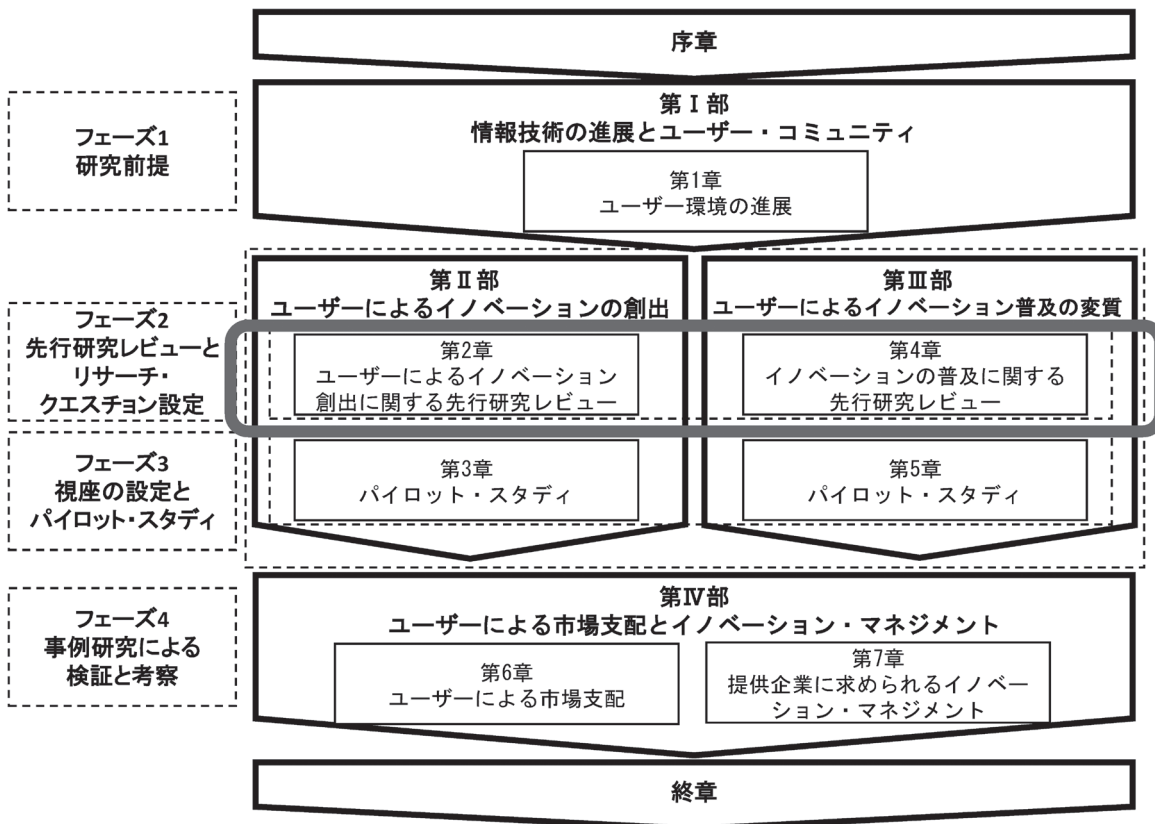 序章
フェーズ1
研究前提
第Ⅰ部
情報技術の進展とユーザー・コミュニティ
第1章
ユーザー環境の進展
フェーズ2
先行研究レビューと
リサーチ・
クエスチョン設定
第Ⅱ部
ユーザーによるイノベーションの創出
第2章
ユーザーによるイノベーション
創出に関する先行研究レビュー
第Ⅲ部
ユーザーによるイノベーション普及の変質
第4章
イノベーションの普及に関する
先行研究レビュー
フェーズ3
視座の設定と
パイロット・スタディ
第3章
パイロット・スタディ
第5章
パイロット・スタディ
フェーズ4
事例研究による
検証と考察
第Ⅳ部
ユーザーによる市場支配とイノベーション・マネジメント
第6章
ユーザーによる市場支配
第7章
提供企業に求められるイノベー
ション・マネジメント
終章